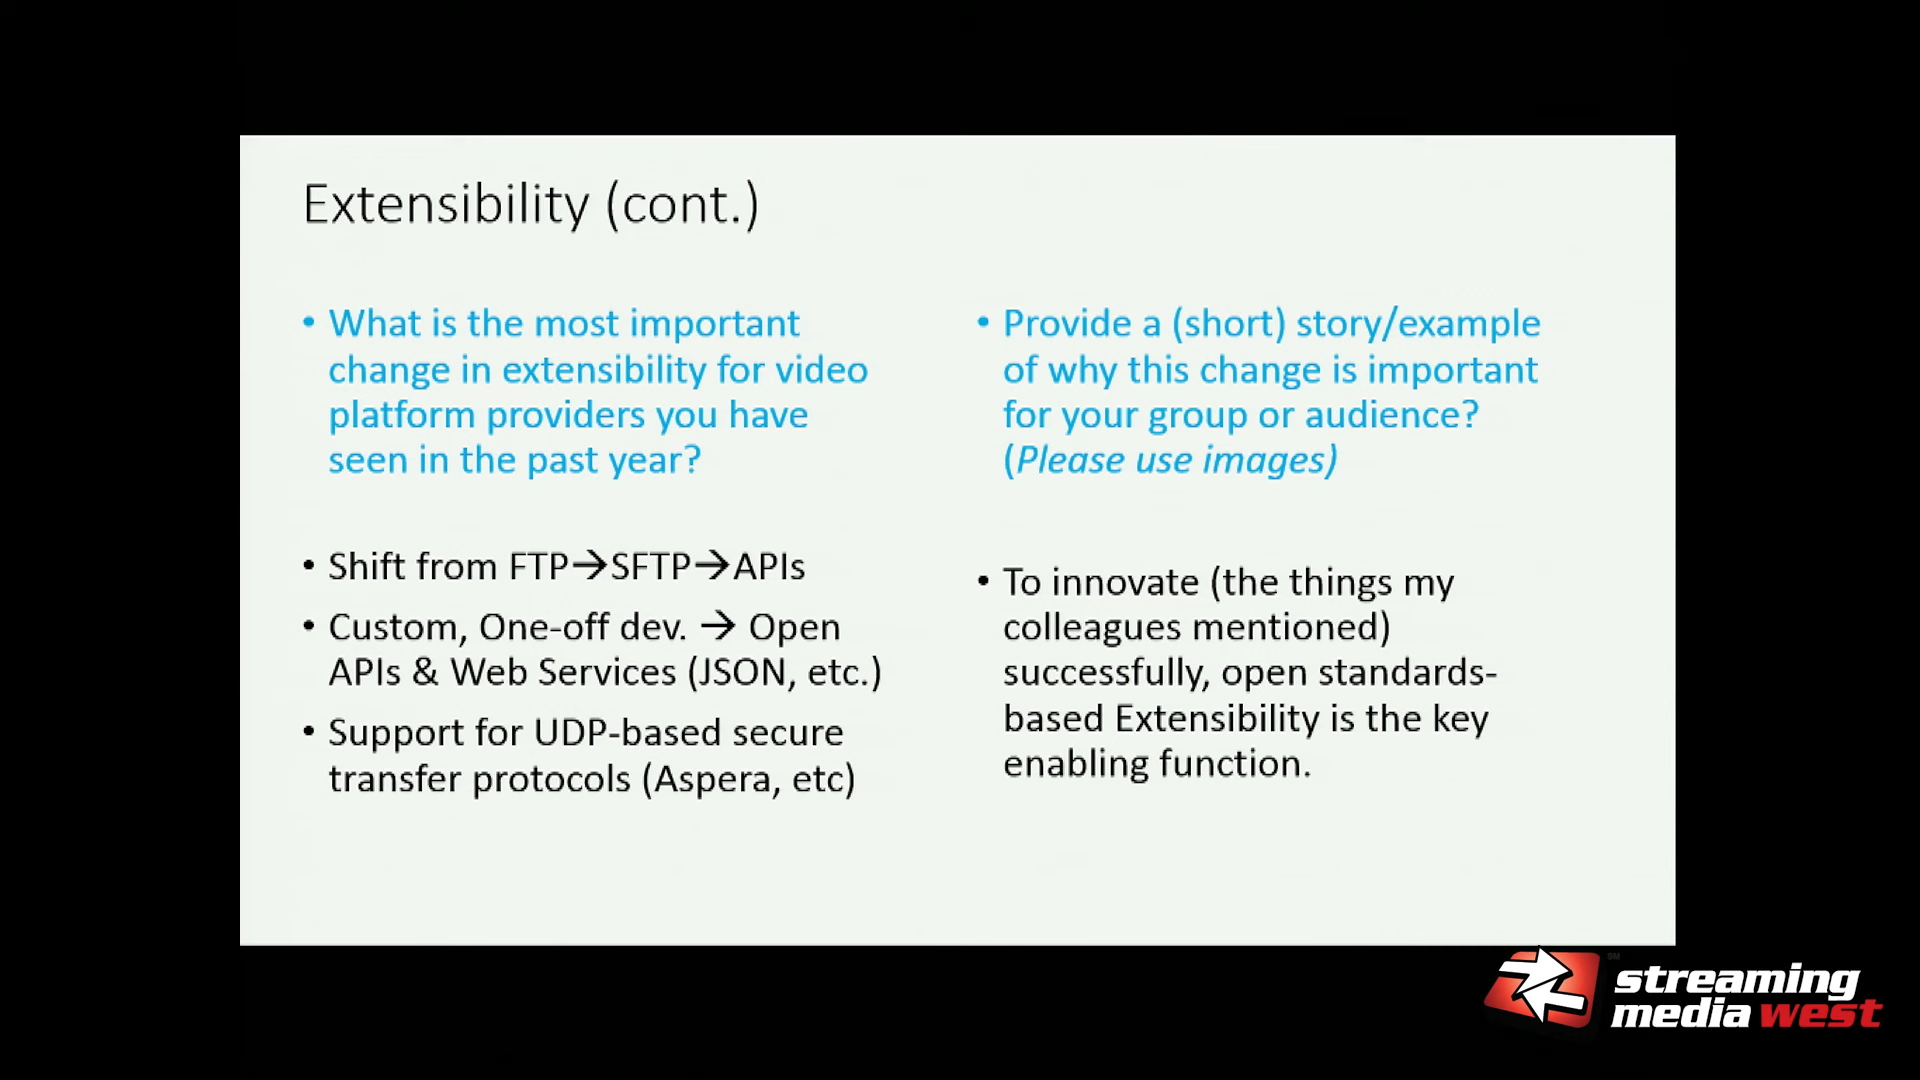 Extensibility (cont.)
• What is the most important
change in extensibility for video
platform providers you have
seen in the past year?
• Shift from FTP→SFTP→APIs
• Custom, One-off dev. → Open
APIs & Web Services (JSON, etc.)
• Support for UDP-based secure
transfer protocols (Aspera, etc)
• Provide a (short) story/example
of why this change is important
for your group or audience?
(Please use images)
• To innovate (the things my
colleagues mentioned)
successfully, open standards-
based Extensibility is the key
enabling function.
SM
streaming
media west